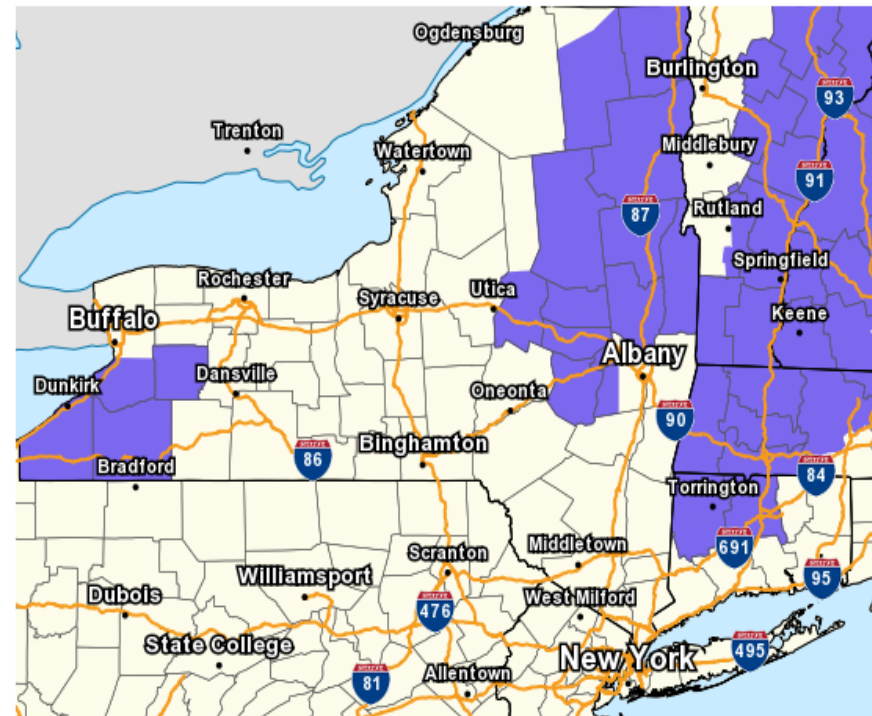 Ogdensburg
Burlington
93
Trenton
Watertown
Middlebury
91
87
Rutland
Rochester
Syracuse
Utica
Springfield
Buffalo
Keene
Albany
Dunkirk
Dansville
Oneonta
90
Binghamton
86
Bradford
84
Torrington
691
Scranton
Middletown
95
Williamsport
Dubois
476
West Milford
State College
New York
495
81
Allentown